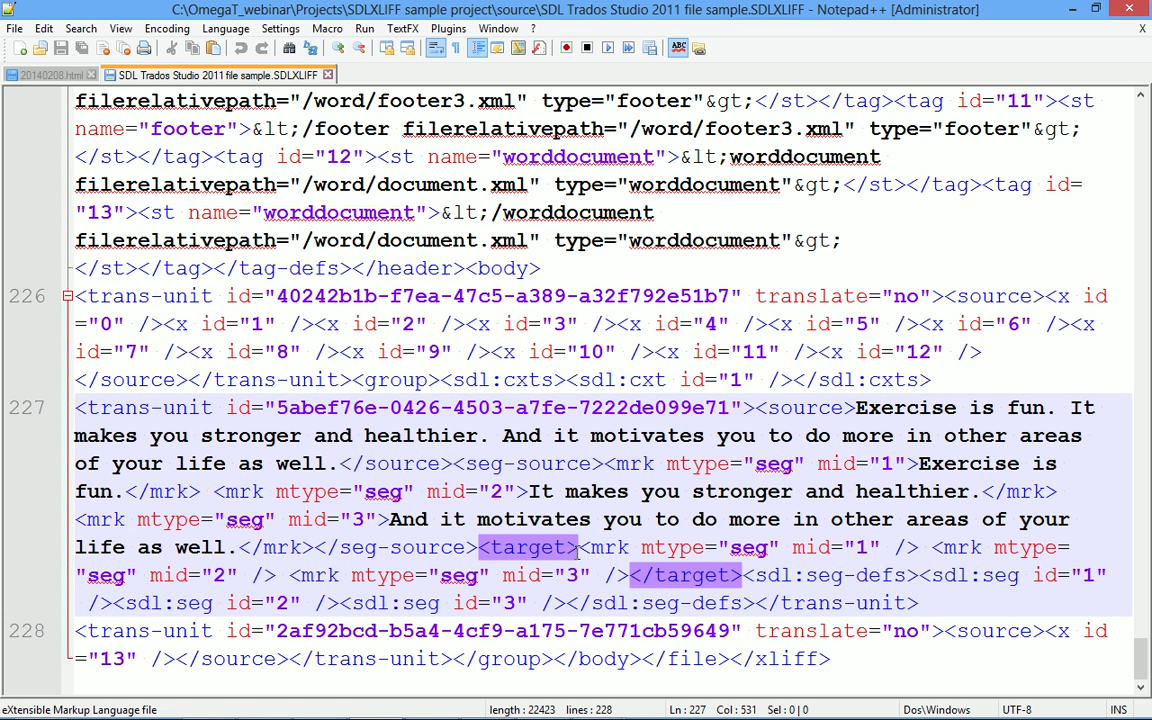 C:\OmegaT_webinar\Projects\SDLXLIFF sample project\source\SDL Trados Studio 2011 file sample.SDLXLIFF - Notepad++ [Administrator]
File Edit Search View Encoding Language Settings Macro Run TextFX Plugins Window ? X
20140208.html SDL Trados Studio 2011 file sample.SDLXLIFF
filerelativepath="/word/footer3.xml" type="footer"&gt;</st></tag><tag id="11"><st
name="footer">&lt;/footer filerelativepath="/word/footer3.xml" type="footer"&gt;
</st></tag><tag id="12"><st name="worddocument">&lt;worddocument
filerelativepath="/word/document.xml" type="worddocument"&gt;</st></tag><tag id=
"13"><st name="worddocument">&lt;/worddocument
filerelativepath="/word/document.xml" type="worddocument"&gt;
</st></tag></tag-defs></header><body>
226 <trans-unit id="40242b1b-f7ea-47c5-a389-a32f792e51b7" translate="no"><source><x id
="0" /><x id="1" /><x id="2" /><x id="3" /><x id="4" /><x id="5" /><x id="6" /><x
id="7" /><x id="8" /><x id="9" /><x id="10" /><x id="11" /><x id="12" />
</source></trans-unit><group><sdl:cxts><sdl:cxt id="1" /></sdl:cxts>
227 <trans-unit id="5abef76e-0426-4503-a7fe-7222de099e71"><source>Exercise is fun. It
makes you stronger and healthier. And it motivates you to do more in other areas
of your life as well.</source><seg-source><mrk mtype="seg" mid="1">Exercise is
fun.</mrk> <mrk mtype="seg" mid="2">It makes you stronger and healthier.</mrk>
<mrk mtype="seg" mid="3">And it motivates you to do more in other areas of your
life as well.</mrk></seg-source><target><mrk mtype="seg" mid="1" /> <mrk mtype=
"seg" mid="2" /> <mrk mtype="seg" mid="3" /></target><sdl:seg-defs><sdl:seg id="1"
/><sdl:seg id="2" /><sdl:seg id="3" /></sdl:seg-defs></trans-unit>
228 <trans-unit id="2af92bcd-b5a4-4cf9-a175-7e771cb59649" translate="no"><source><x id
="13" /></source></trans-unit></group></body></file></xliff>
eXtensible Markup Language file length : 22423 lines : 228 Ln : 227 Col : 531 Sel : 0 | 0 Dos\Windows UTF-8 INS